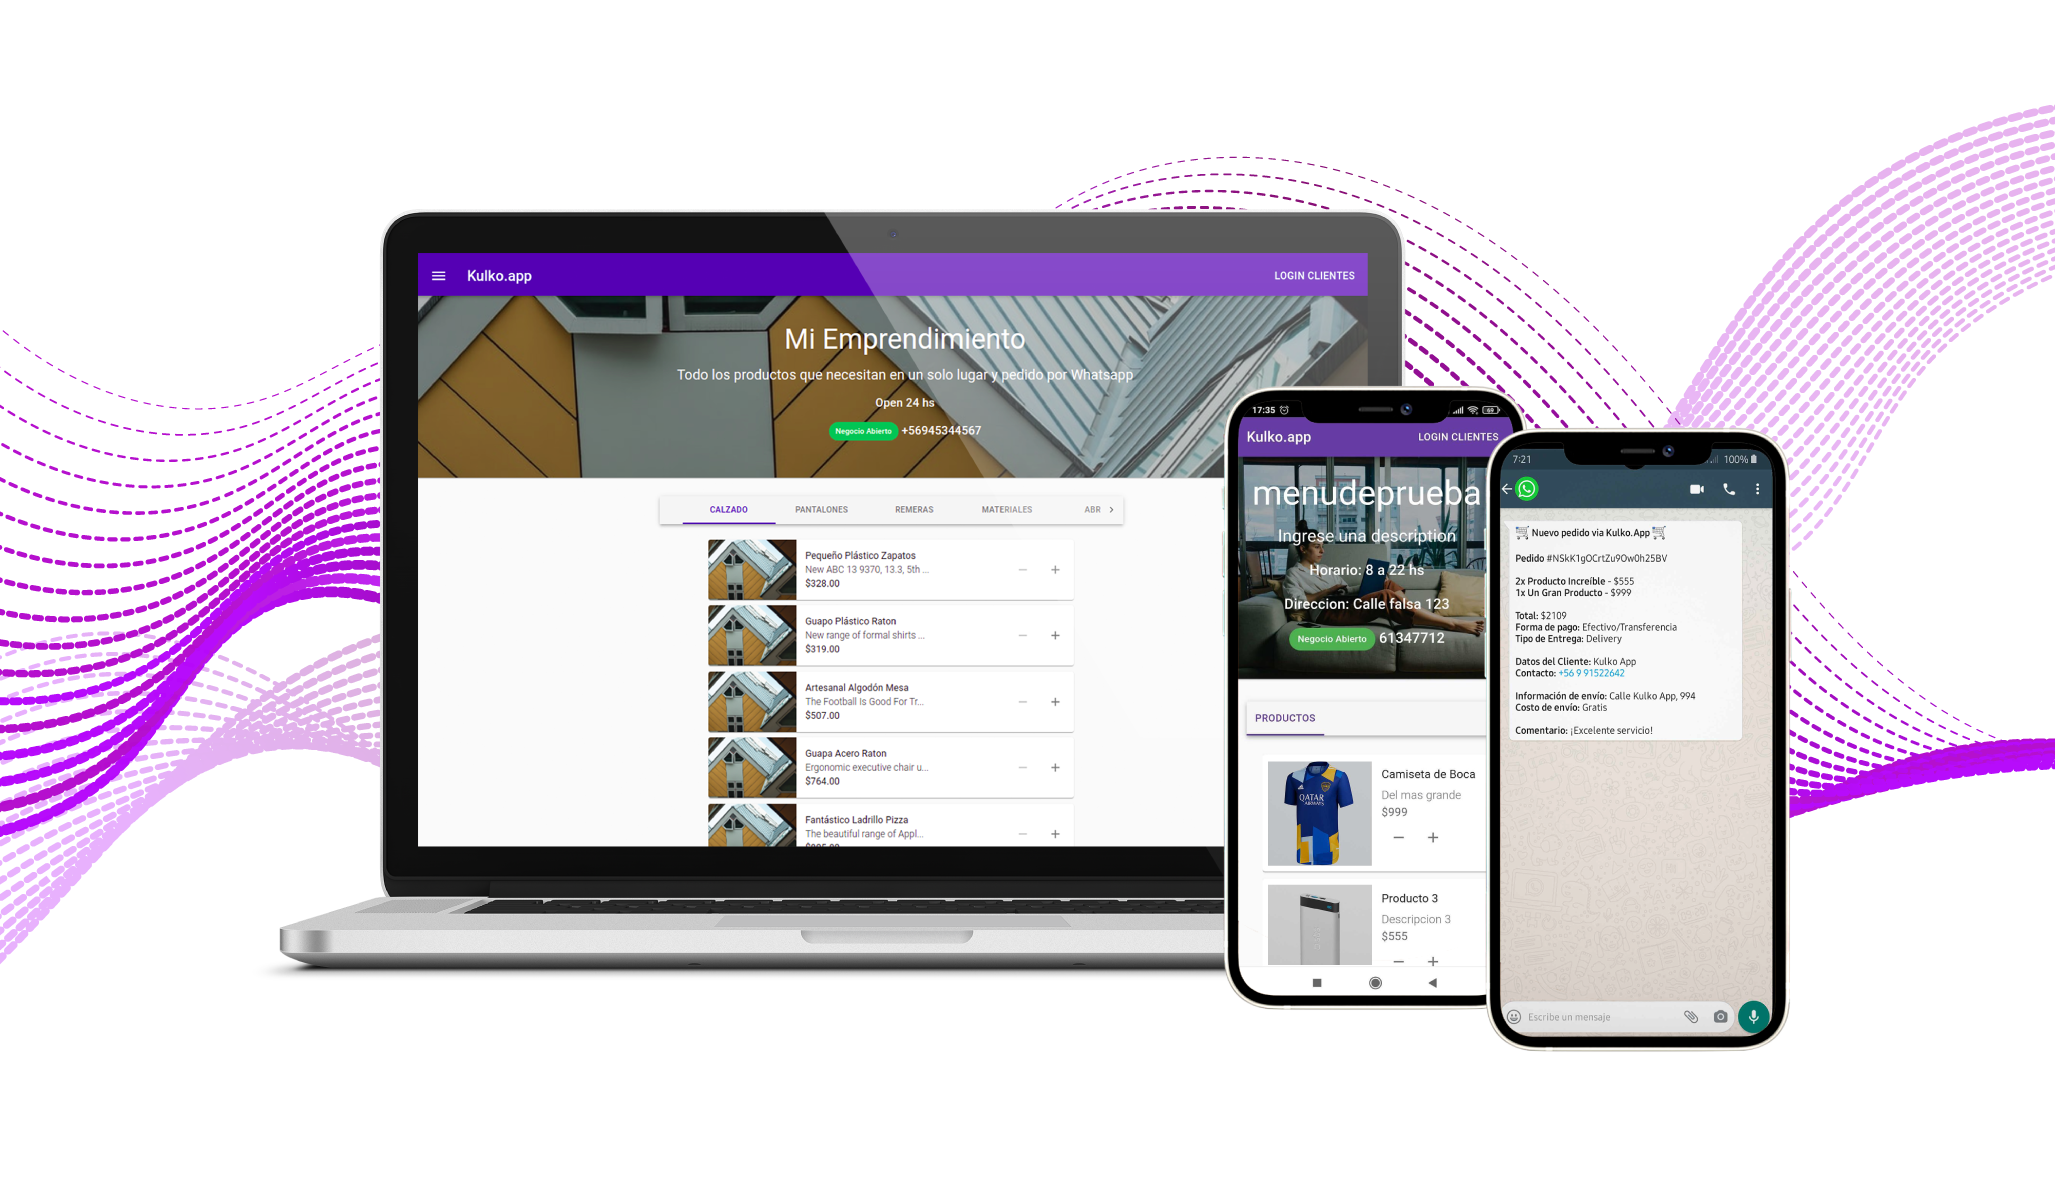 Kulko.app
LOGIN CLIENTES
Mi Emprendimiento
Todo los productos que necesitan en un solo lugar y pedido por Whatsapp
Open 24 hs
Negocio Abierto +56945344567
CALZADO PANTALONES REMERAS MATERIALES ABR
Pequeño Plástico Zapatos
New ABC 13 9370, 13.3, 5th ...
$328.00
Guapo Plástico Raton
New range of formal shirts ...
$319.00
Artesanal Algodón Mesa
The Football Is Good For Tr...
$507.00
Guapa Acero Raton
Ergonomic executive chair u...
$764.00
Fantástico Ladrillo Pizza
The beautiful range of Appl...
17:35
69
Kulko.app
LOGIN CLIENTES
menudeprueba
Ingrese una description
Horario: 8 a 22 hs
Direccion: Calle falsa 123
Negocio Abierto 61347712
PRODUCTOS
QATAR
AIRWAYS
Camiseta de Boca
Del mas grande
$999
Producto 3
Descripcion 3
$555
7:21
100%
Nuevo pedido via Kulko.App
Pedido #NSkK1gOCrtZu9Ow0h25BV
2x Producto Increíble - $555
1x Un Gran Producto - $999
Total: $2109
Forma de pago: Efectivo/Transferencia
Tipo de Entrega: Delivery
Datos del Cliente: Kulko App
Contacto: +56 9 91522642
Información de envío: Calle Kulko App, 994
Costo de envío: Gratis
Comentario: ¡Excelente servicio!
Escribe un mensaje